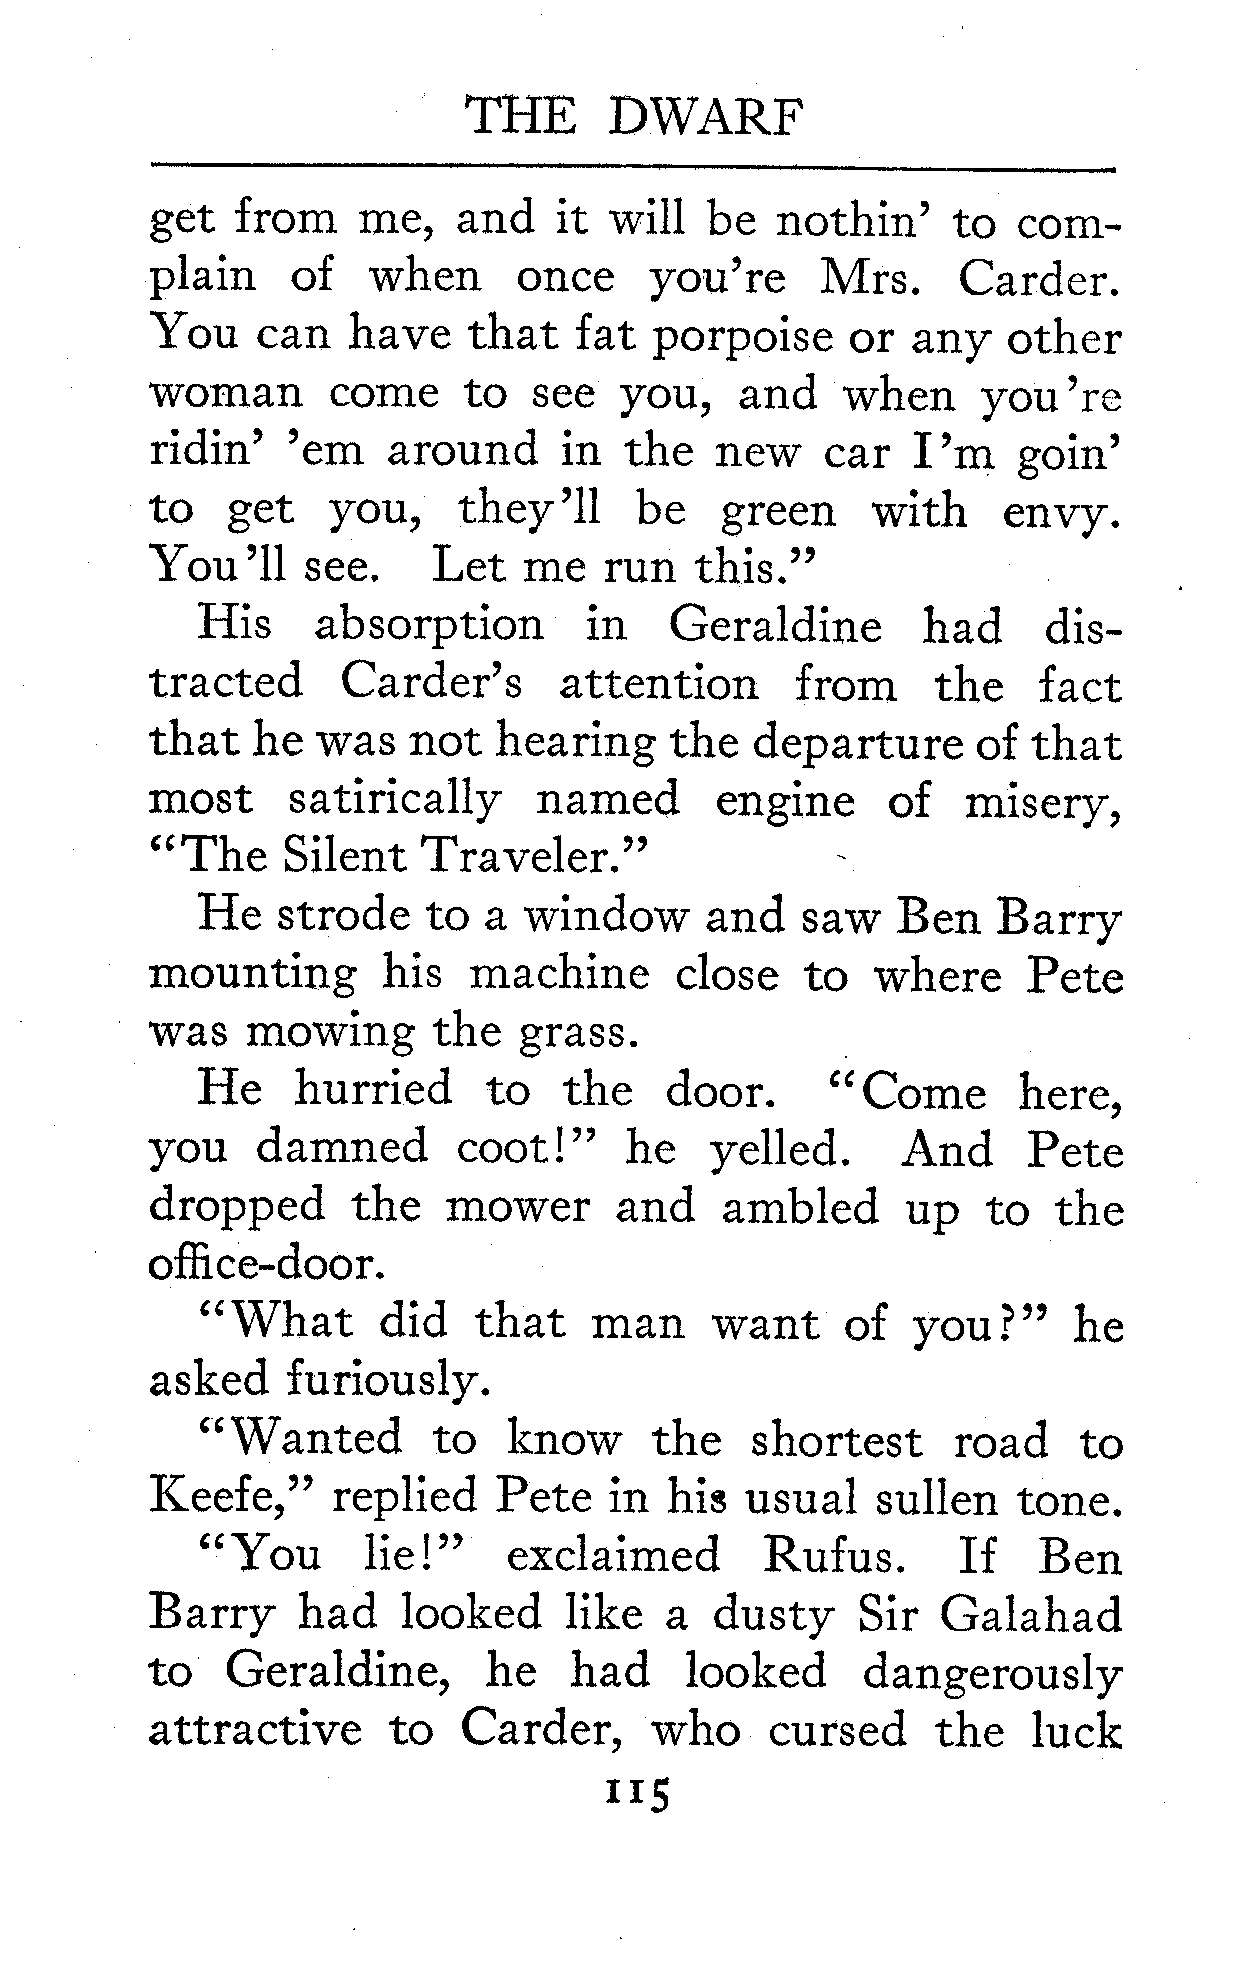 THE DWARF
get from me, and it will be nothin' to com-
plain of when once you're Mrs. Carder.
You can have that fat porpoise or any other
woman come to see you, and when you're
ridin' 'em around in the new car I'm goin'
to get you, they'll be green with envy.
You'll see. Let me run this."
His absorption in Geraldine had dis-
tracted Carder's attention from the fact
that he was not hearing the departure of that
most satirically named engine of misery,
"The Silent Traveler."
He strode to a window and saw Ben Barry
mounting his machine close to where Pete
was mowing the grass.
He hurried to the door. "Come here,
you damned coot!" he yelled. And Pete
dropped the mower and ambled up to the
office-door.
"What did that man want of you?" he
asked furiously.
"Wanted to know the shortest road to
Keefe," replied Pete in his usual sullen tone.
"You lie!" exclaimed Rufus. If Ben
Barry had looked like a dusty Sir Galahad
to Geraldine, he had looked dangerously
attractive to Carder, who cursed the luck
115